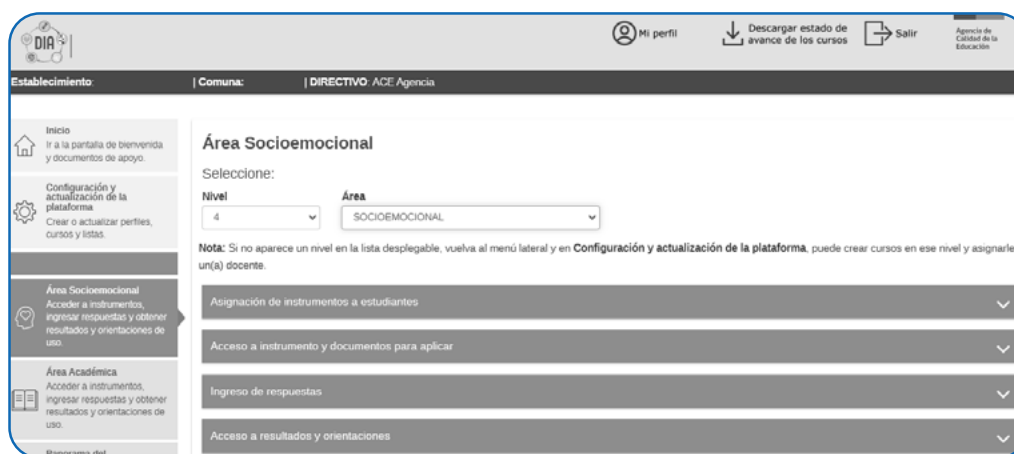 DIA
Mi perfil
Descargar estado de
avance de los cursos
Salir
Agencia de
Calidad de la
Educación
Establecimiento:
| Comuna:
| DIRECTIVO: ACE Agencia
Inicio
Ir a la pantalla de bienvenida
y documentos de apoyo.
Configuración y
actualización de la
plataforma
Crear o actualizar perfiles,
cursos y listas.
Área Socioemocional
Acceder a instrumentos,
ingresar respuestas y obtener
resultados y orientaciones de
uso.
Área Académica
Acceder a instrumentos,
ingresar respuestas y obtener
resultados y orientaciones de
uso.
Panorama del
Área Socioemocional
Seleccione:
Nivel
Área
4
SOCIOEMOCIONAL
Nota: Si no aparece un nivel en la lista desplegable, vuelva al menú lateral y en Configuración y actualización de la plataforma, puede crear cursos en ese nivel y asignarle
un(a) docente.
Asignación de instrumentos a estudiantes
Acceso a instrumento y documentos para aplicar
Ingreso de respuestas
Acceso a resultados y orientaciones